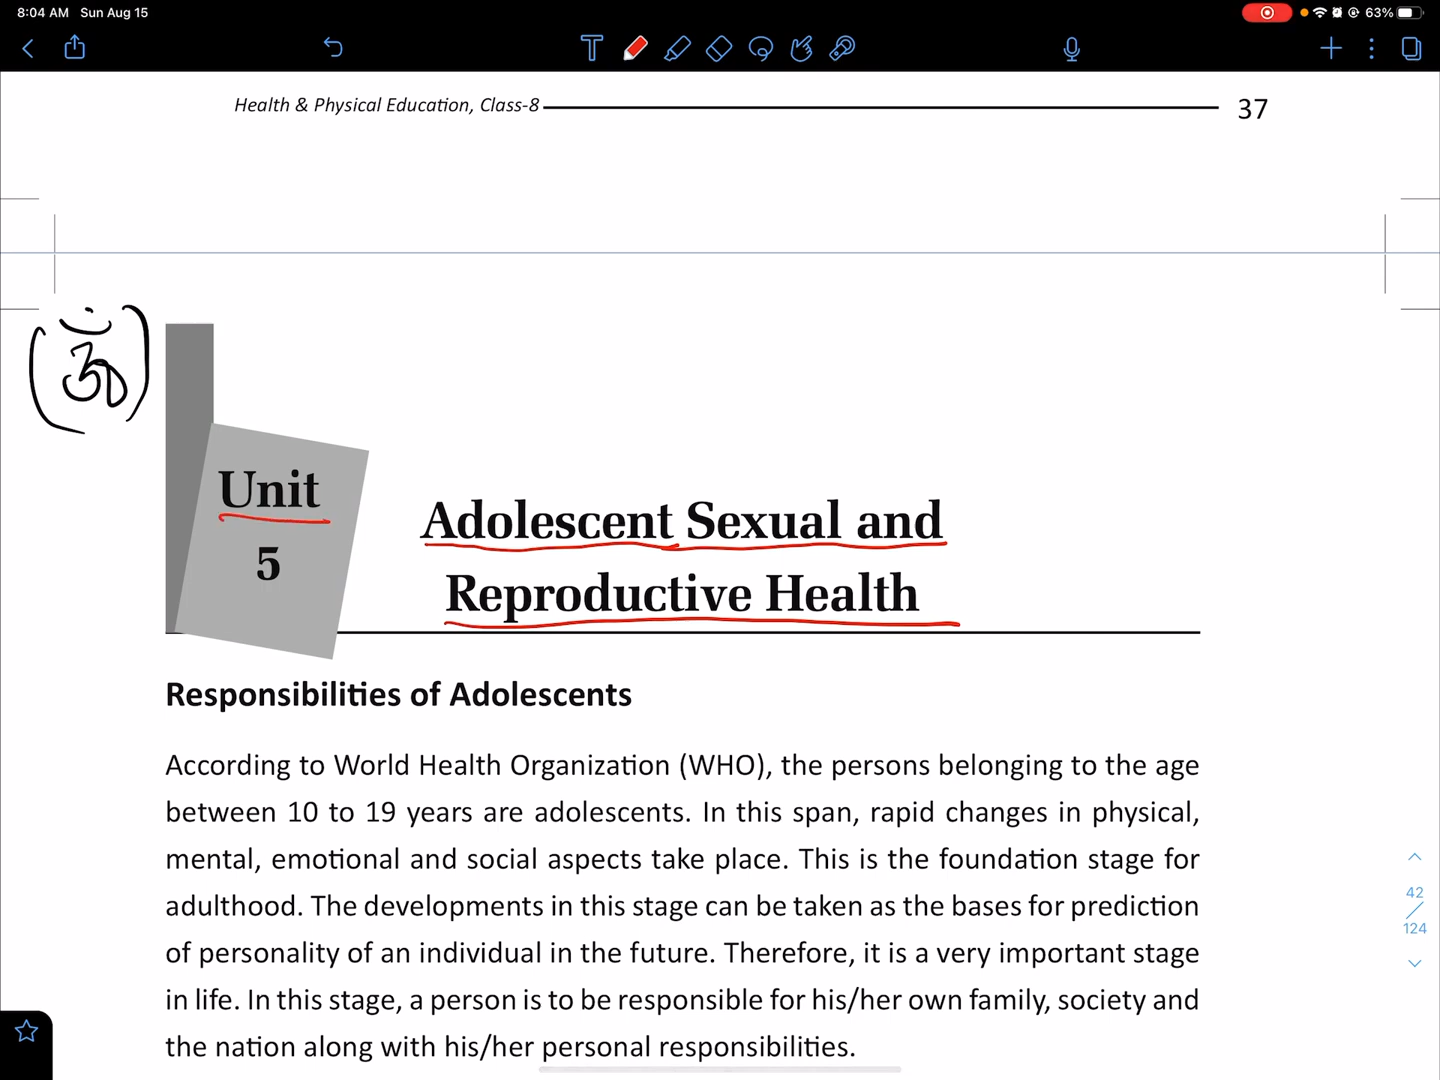 8:04 AM Sun Aug 15
63%
Health & Physical Education, Class-8
37
(ॐ)
Unit
5
Adolescent Sexual and
Reproductive Health
Responsibilities of Adolescents
According to World Health Organization (WHO), the persons belonging to the age
between 10 to 19 years are adolescents. In this span, rapid changes in physical,
mental, emotional and social aspects take place. This is the foundation stage for
adulthood. The developments in this stage can be taken as the bases for prediction
of personality of an individual in the future. Therefore, it is a very important stage
in life. In this stage, a person is to be responsible for his/her own family, society and
the nation along with his/her personal responsibilities.
42
124